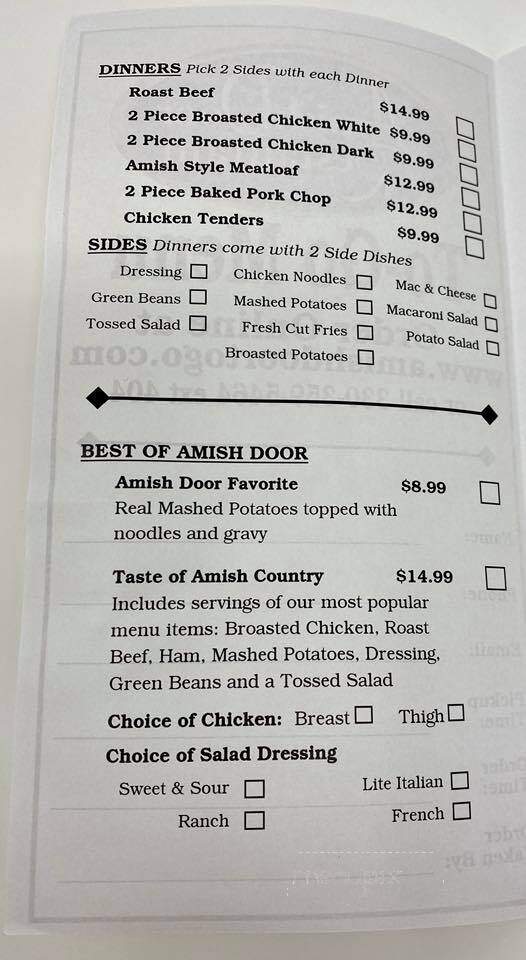 DINNERS Pick 2 Sides with each Dinner
Roast Beef $14.99
2 Piece Broasted Chicken White $9.99
2 Piece Broasted Chicken Dark $9.99
Amish Style Meatloaf $12.99
2 Piece Baked Pork Chop $12.99
Chicken Tenders $9.99
SIDES Dinners come with 2 Side Dishes
Dressing Chicken Noodles Mac & Cheese
Green Beans Mashed Potatoes Macaroni Salad
Tossed Salad Fresh Cut Fries Potato Salad
Broasted Potatoes
BEST OF AMISH DOOR
Amish Door Favorite $8.99
Real Mashed Potatoes topped with
noodles and gravy
Taste of Amish Country $14.99
Includes servings of our most popular
menu items: Broasted Chicken, Roast
Beef, Ham, Mashed Potatoes, Dressing,
Green Beans and a Tossed Salad
Choice of Chicken: Breast Thigh
Choice of Salad Dressing
Sweet & Sour Lite Italian
Ranch French